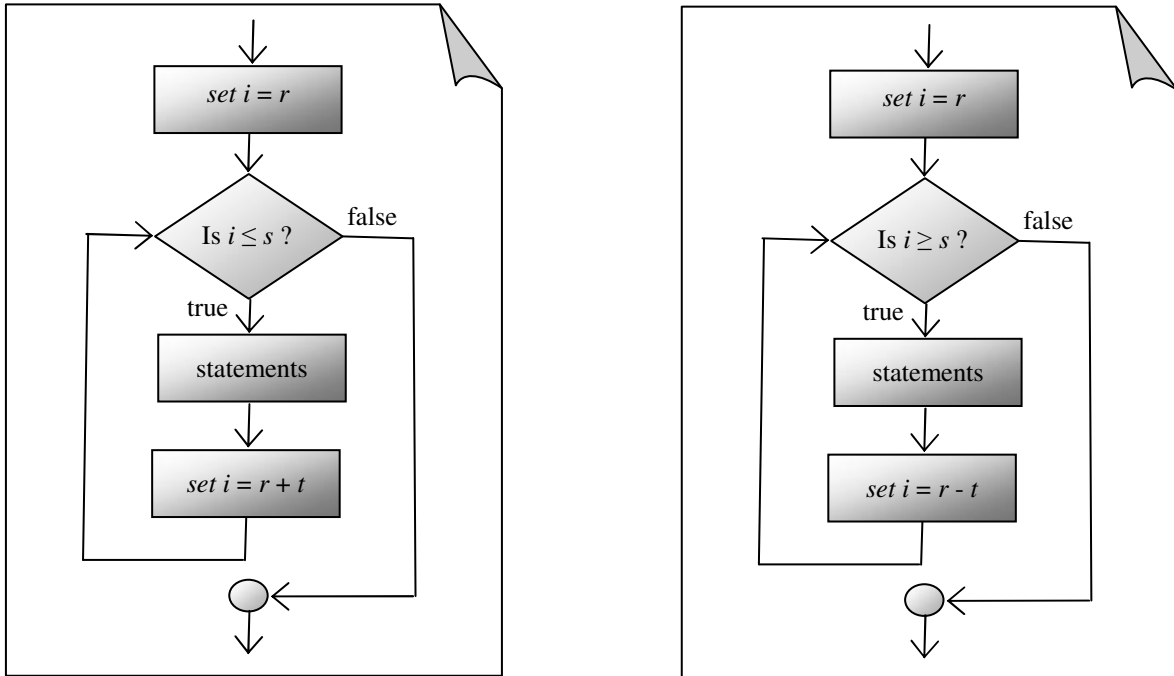 set i = r
Is i ≤ s ?
false
true
statements
set i = r + t
set i = r
Is i ≥ s ?
false
true
statements
set i = r - t